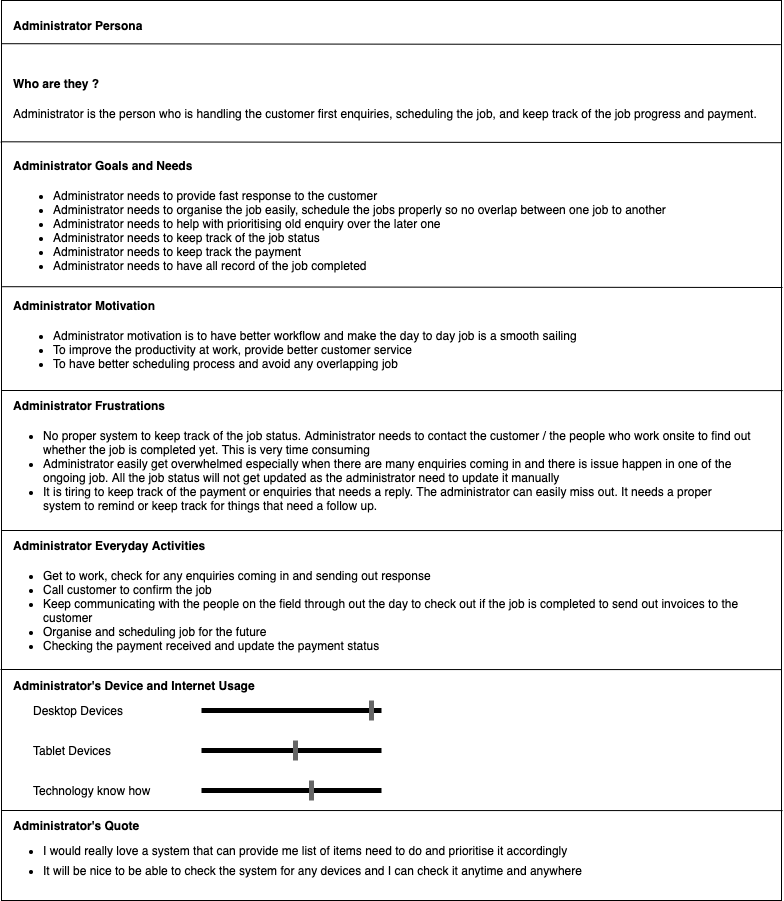 Administrator Persona
Who are they ?
Administrator is the person who is handling the customer first enquiries, scheduling the job, and keep track of the job progress and payment.
Administrator Goals and Needs
• Administrator needs to provide fast response to the customer
• Administrator needs to organise the job easily, schedule the jobs properly so no overlap between one job to another
• Administrator needs to help with prioritising old enquiry over the later one
• Administrator needs to keep track of the job status
• Administrator needs to keep track the payment
• Administrator needs to have all record of the job completed
Administrator Motivation
• Administrator motivation is to have better workflow and make the day to day job is a smooth sailing
• To improve the productivity at work, provide better customer service
• To have better scheduling process and avoid any overlapping job
Administrator Frustrations
• No proper system to keep track of the job status. Administrator needs to contact the customer / the people who work onsite to find out
whether the job is completed yet. This is very time consuming
• Administrator easily get overwhelmed especially when there are many enquiries coming in and there is issue happen in one of the
ongoing job. All the job status will not get updated as the administrator need to update it manually
• It is tiring to keep track of the payment or enquiries that needs a reply. The administrator can easily miss out. It needs a proper
system to remind or keep track for things that need a follow up.
Administrator Everyday Activities
• Get to work, check for any enquiries coming in and sending out response
• Call customer to confirm the job
• Keep communicating with the people on the field through out the day to check out if the job is completed to send out invoices to the
customer
• Organise and scheduling job for the future
• Checking the payment received and update the payment status
Administrator's Device and Internet Usage
Desktop Devices
Tablet Devices
Technology know how
Administrator's Quote
• I would really love a system that can provide me list of items need to do and prioritise it accordingly
• It will be nice to be able to check the system for any devices and I can check it anytime and anywhere